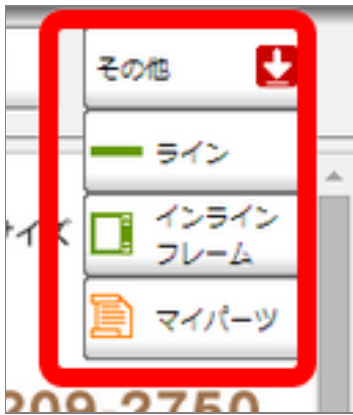 その他
ライン
サイズ
インライン
フレーム
マイパーツ
209-2750